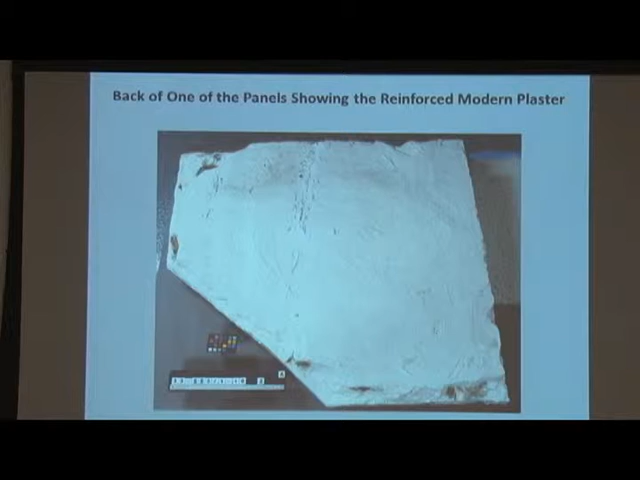 Back of One of the Panels Showing the Reinforced Modern Plaster